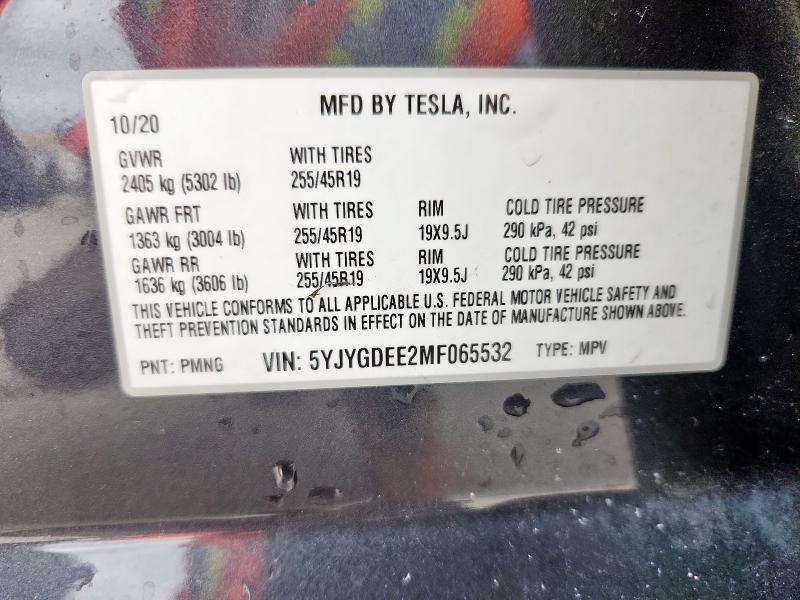 MFD BY TESLA, INC.
10/20
GVWR WITH TIRES
2405 kg (5302 lb) 255/45R19
GAWR FRT WITH TIRES RIM COLD TIRE PRESSURE
1363 kg (3004 lb) 255/45R19 19X9.5J 290 kPa, 42 psi
GAWR RR WITH TIRES RIM COLD TIRE PRESSURE
1636 kg (3606 lb) 255/45R19 19X9.5J 290 kPa, 42 psi
THIS VEHICLE CONFORMS TO ALL APPLICABLE U.S. FEDERAL MOTOR VEHICLE SAFETY AND
THEFT PREVENTION STANDARDS IN EFFECT ON THE DATE OF MANUFACTURE SHOWN ABOVE.
PNT: PMNG VIN: 5YJYGDEE2MF065532 TYPE: MPV